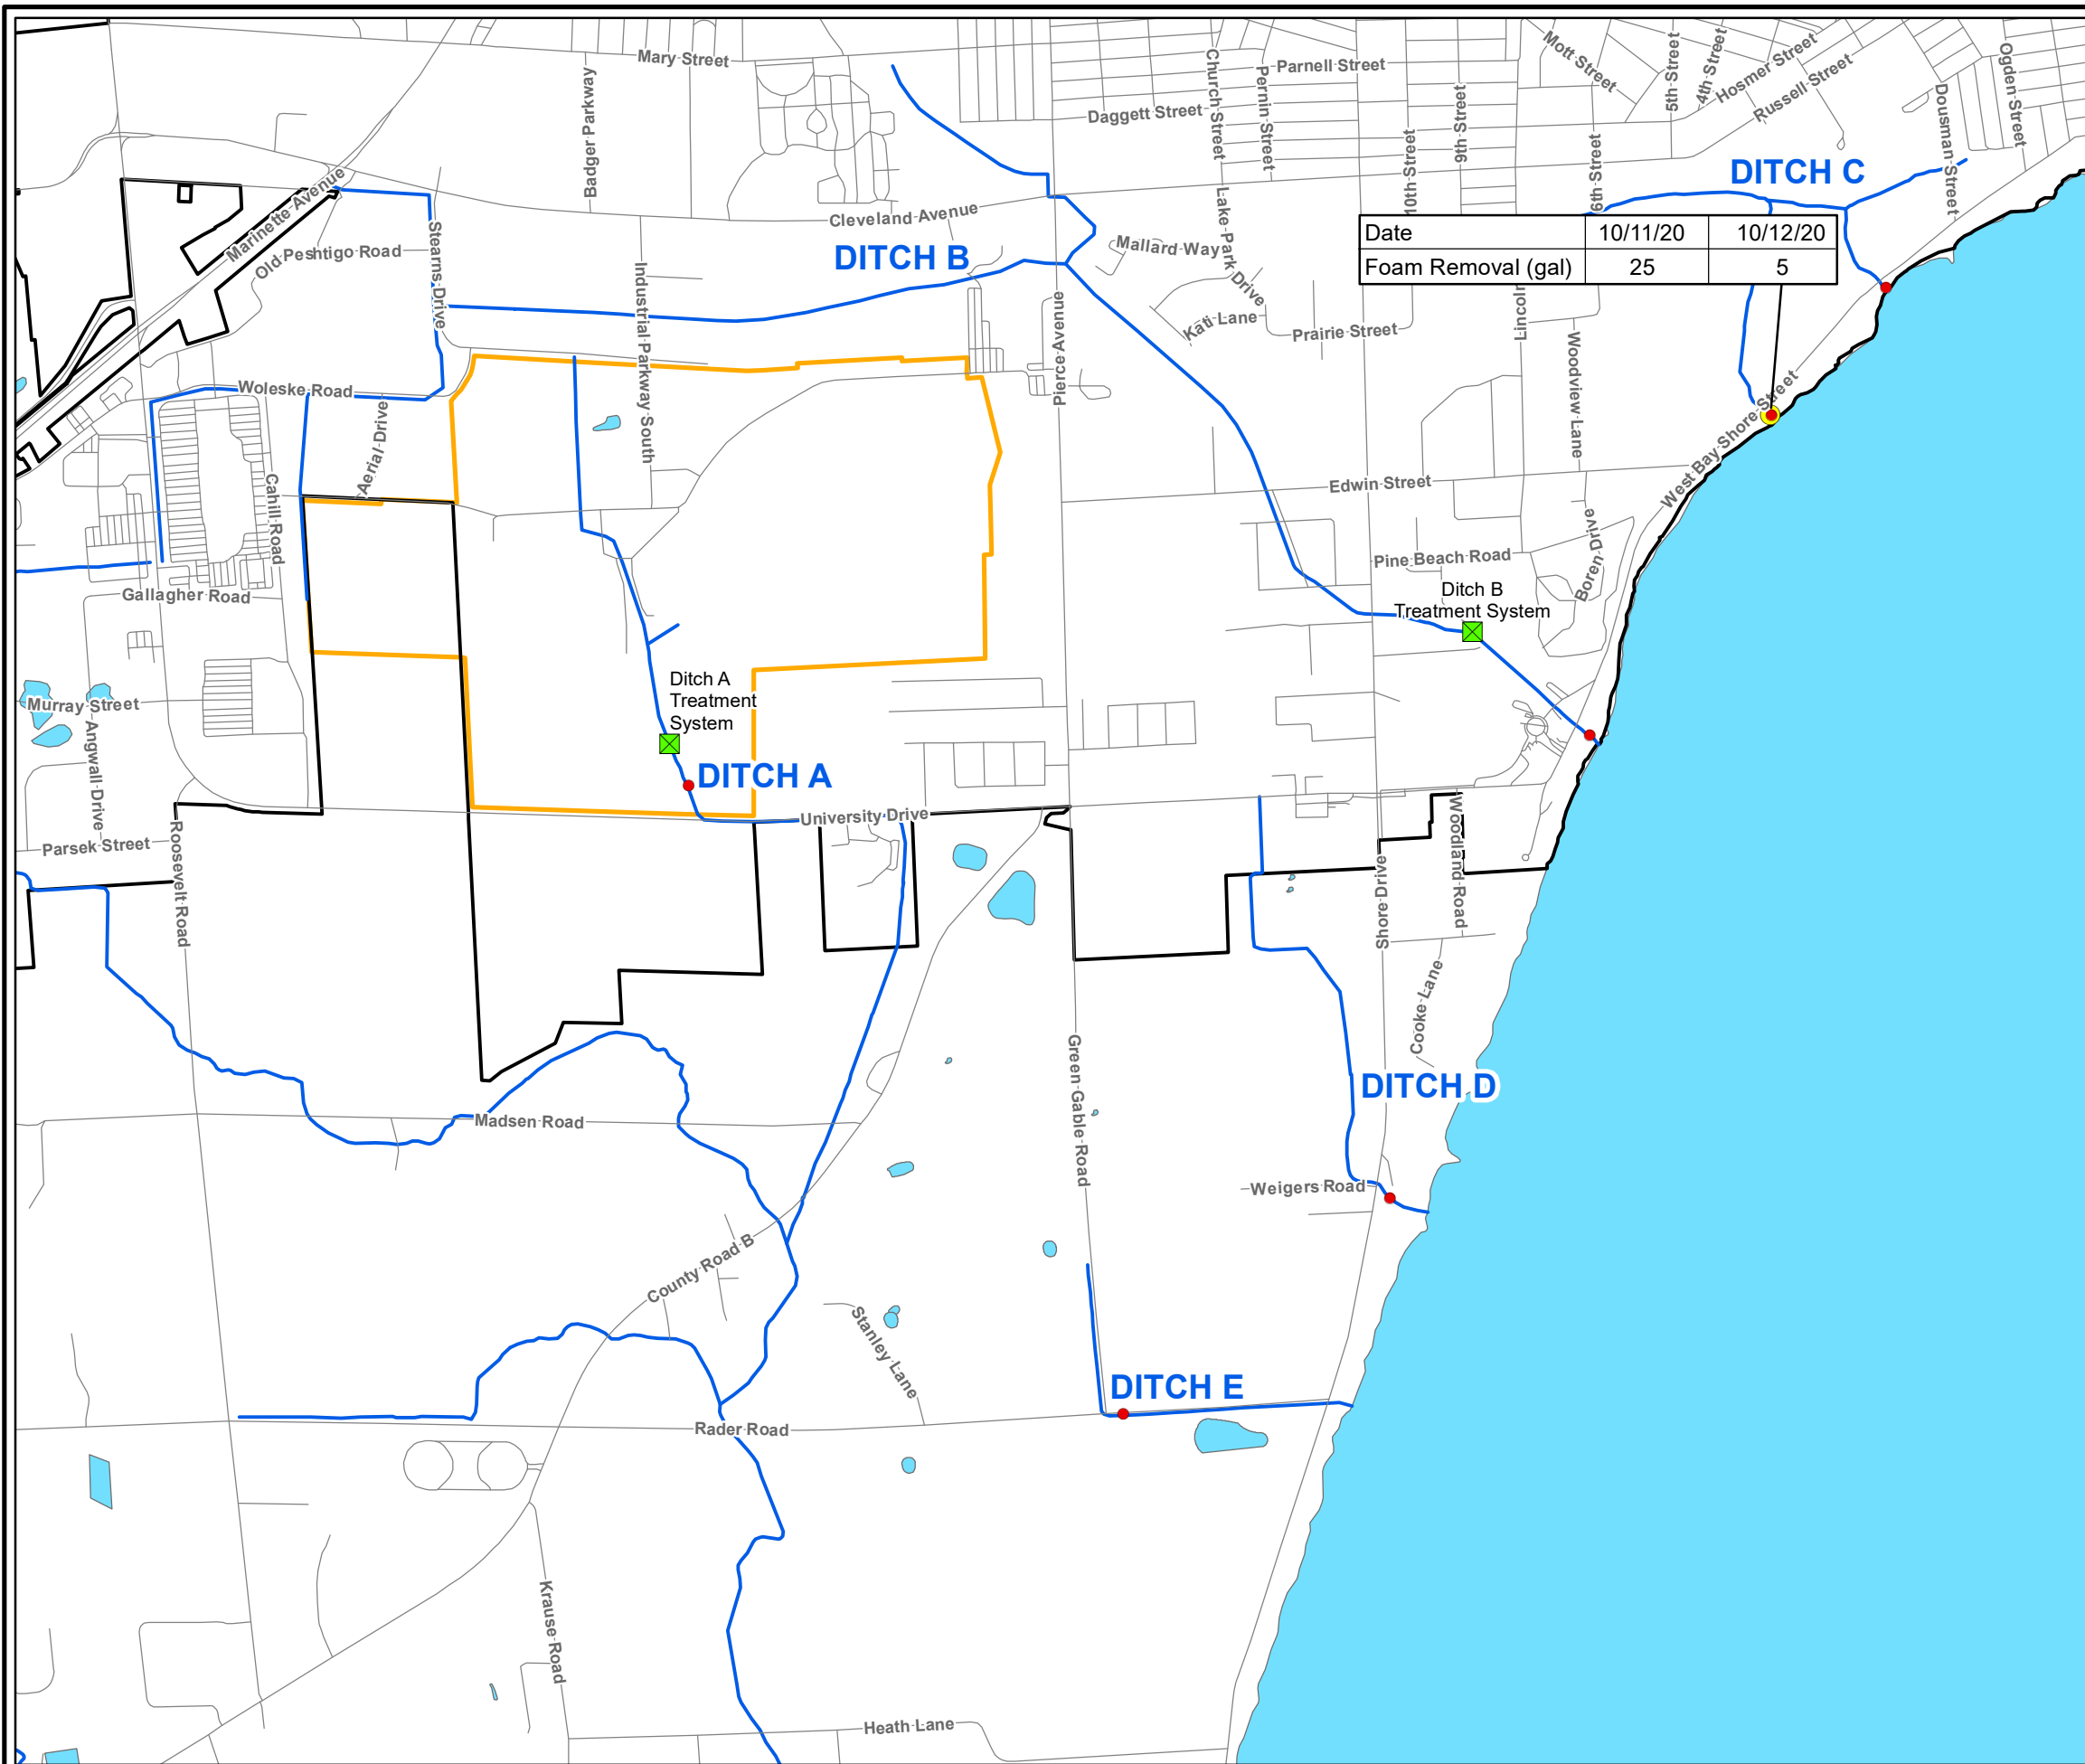 Mary Street
Badger Parkway
Church Street
Pernin Street
Parnell Street
Daggett Street
10th Street
9th Street
Mott Street
6th Street
5th Street
4th Street
Hosmer Street
Russell Street
Dousman Street
Ogden Street
DITCH C
Marinette Avenue
Old Peshtigo Road
Stearns Drive
Cleveland Avenue
DITCH B
Mallard Way
Lake Park Drive
Kati Lane
Prairie Street
Date 10/11/20 10/12/20
Foam Removal (gal) 25 5
Industrial Parkway South
Pierce Avenue
Lincoln
Woodview Lane
West Bay Shore Street
Woleske Road
Aerial Drive
Cahill Road
Edwin Street
Pine Beach Road
Boren Drive
Gallagher Road
Ditch B
Treatment System
Murray Street
Angwall Drive
Ditch A
Treatment
System
DITCH A
University Drive
Parsek Street
Roosevelt Road
Shore Drive
Woodland Road
Cooke Lane
Green Gable Road
DITCH D
Madsen Road
Weigers Road
County Road B
Stanley Lane
DITCH E
Rader Road
Krause Road
Heath Lane